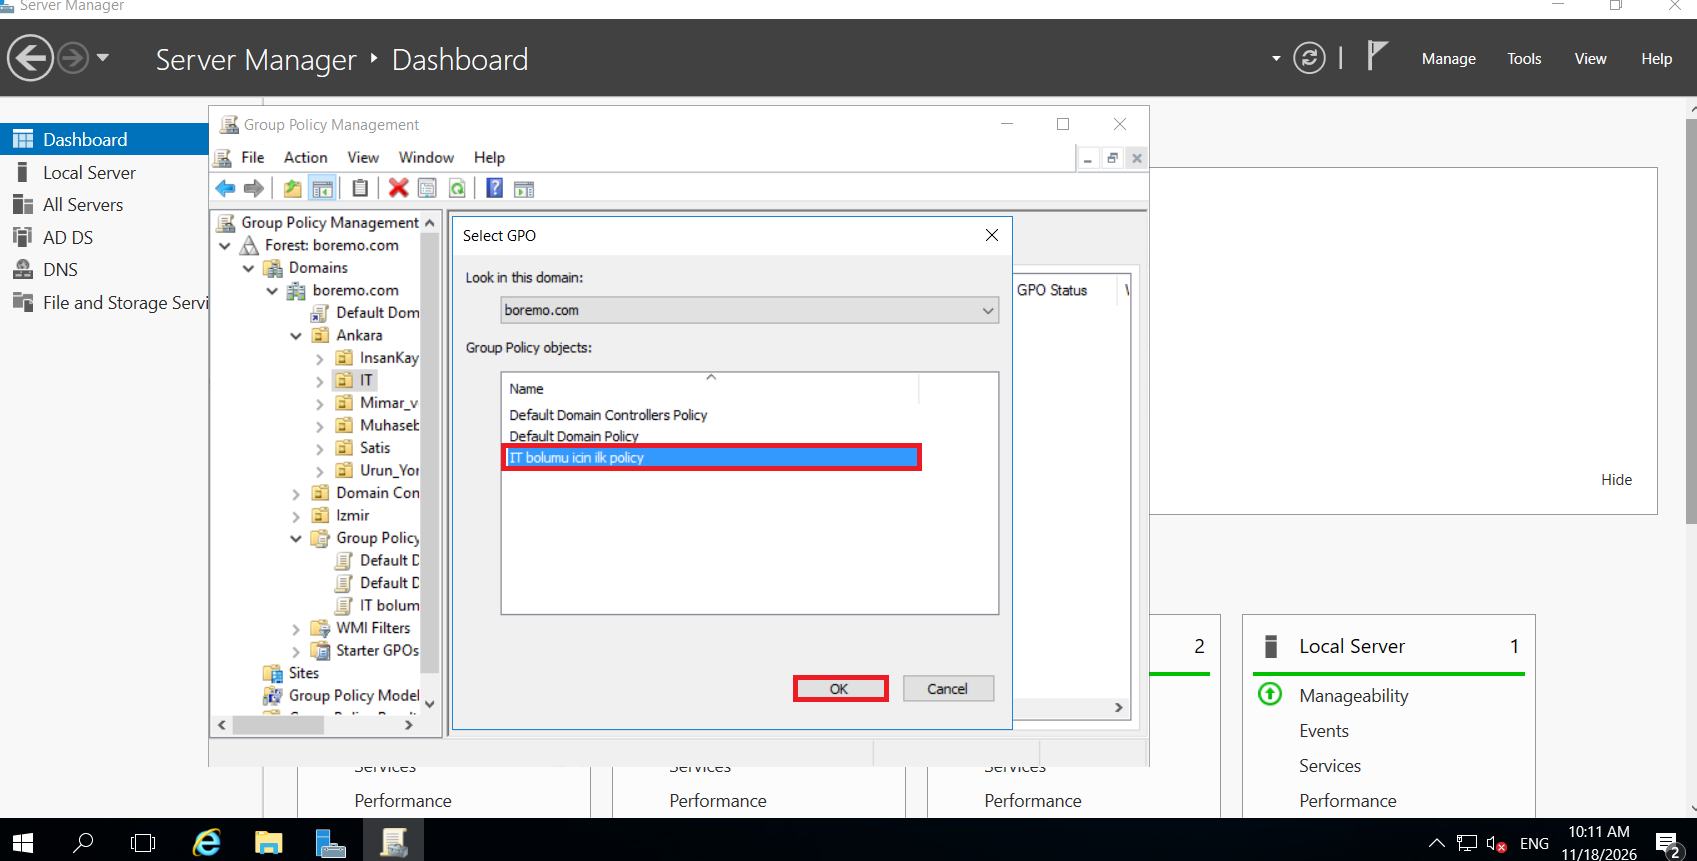 Server Manager
Server Manager ‣ Dashboard
Manage Tools View Help
Dashboard
Local Server
All Servers
AD DS
DNS
File and Storage Servi
Group Policy Management
File Action View Window Help
Group Policy Management
Forest: boremo.com
Domains
boremo.com
Default Dom
Ankara
InsanKay
IT
Mimar_v
Muhaseb
Satis
Urun_Yor
Domain Con
Izmir
Group Policy
Default D
Default D
IT bolum
WMI Filters
Starter GPOs
Sites
Group Policy Model
Select GPO
Look in this domain:
boremo.com
Group Policy objects:
Name
Default Domain Controllers Policy
Default Domain Policy
IT bolumu icin ilk policy
OK Cancel
GPO Status
Hide
2
Local Server 1
Manageability
Events
Services
Performance
Services
Performance
Services
Performance
Services
Performance
ENG
10:11 AM
11/18/2026
2